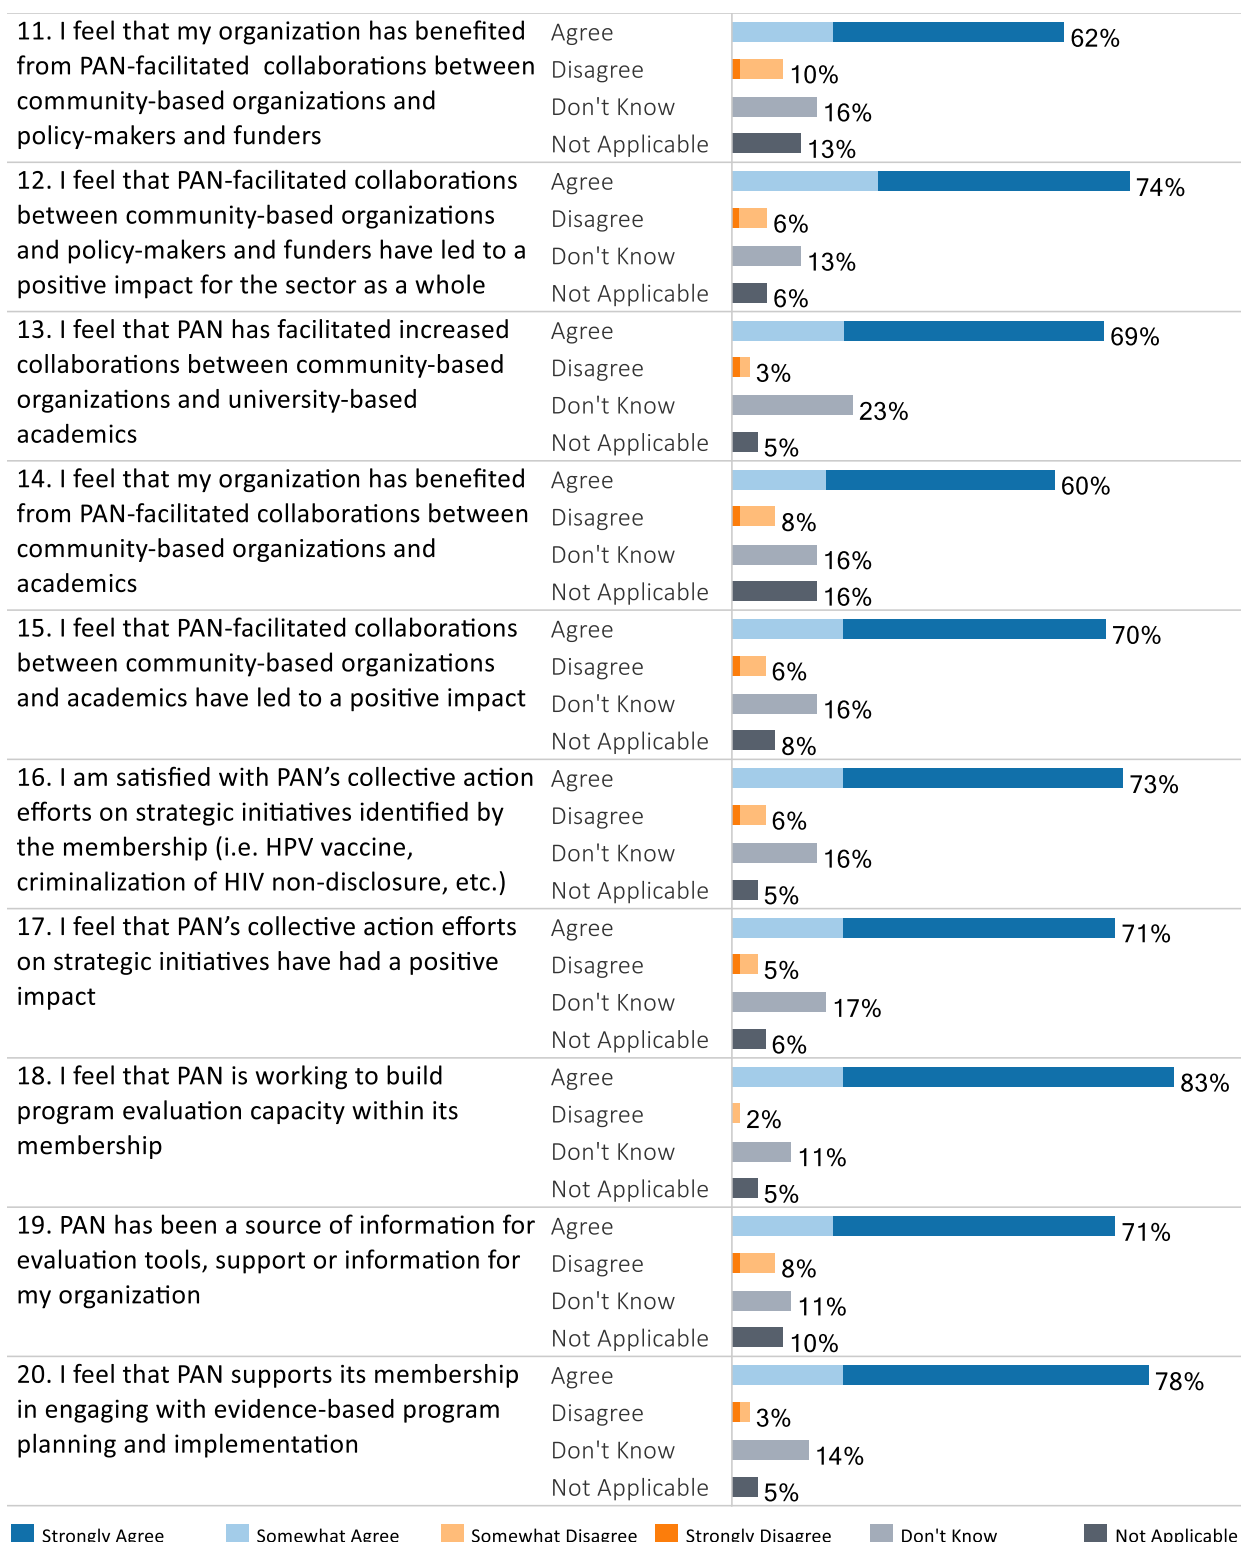 11. I feel that my organization has benefited
from PAN-facilitated  collaborations between
community-based organizations and
policy-makers and funders
Agree
62%
Disagree
10%
Don't Know
16%
Not Applicable
13%
12. I feel that PAN-facilitated collaborations
between community-based organizations
and policy-makers and funders have led to a
positive impact for the sector as a whole
Agree
74%
Disagree
6%
Don't Know
13%
Not Applicable
6%
13. I feel that PAN has facilitated increased
collaborations between community-based
organizations and university-based
academics
Agree
69%
Disagree
3%
Don't Know
23%
Not Applicable
5%
14. I feel that my organization has benefited
from PAN-facilitated collaborations between
community-based organizations and
academics
Agree
60%
Disagree
8%
Don't Know
16%
Not Applicable
16%
15. I feel that PAN-facilitated collaborations
between community-based organizations
and academics have led to a positive impact
Agree
70%
Disagree
6%
Don't Know
16%
Not Applicable
8%
16. I am satisfied with PAN’s collective action
efforts on strategic initiatives identified by
the membership (i.e. HPV vaccine,
criminalization of HIV non-disclosure, etc.)
Agree
73%
Disagree
6%
Don't Know
16%
Not Applicable
5%
17. I feel that PAN’s collective action efforts
on strategic initiatives have had a positive
impact
Agree
71%
Disagree
5%
Don't Know
17%
Not Applicable
6%
18. I feel that PAN is working to build
program evaluation capacity within its
membership
Agree
83%
Disagree
2%
Don't Know
11%
Not Applicable
5%
19. PAN has been a source of information for
evaluation tools, support or information for
my organization
Agree
71%
Disagree
8%
Don't Know
11%
Not Applicable
10%
20. I feel that PAN supports its membership
in engaging with evidence-based program
planning and implementation
Agree
78%
Disagree
3%
Don't Know
14%
Not Applicable
5%
Strongly Agree
Somewhat Agree
Somewhat Disagree
Strongly Disagree
Don't Know
Not Applicable